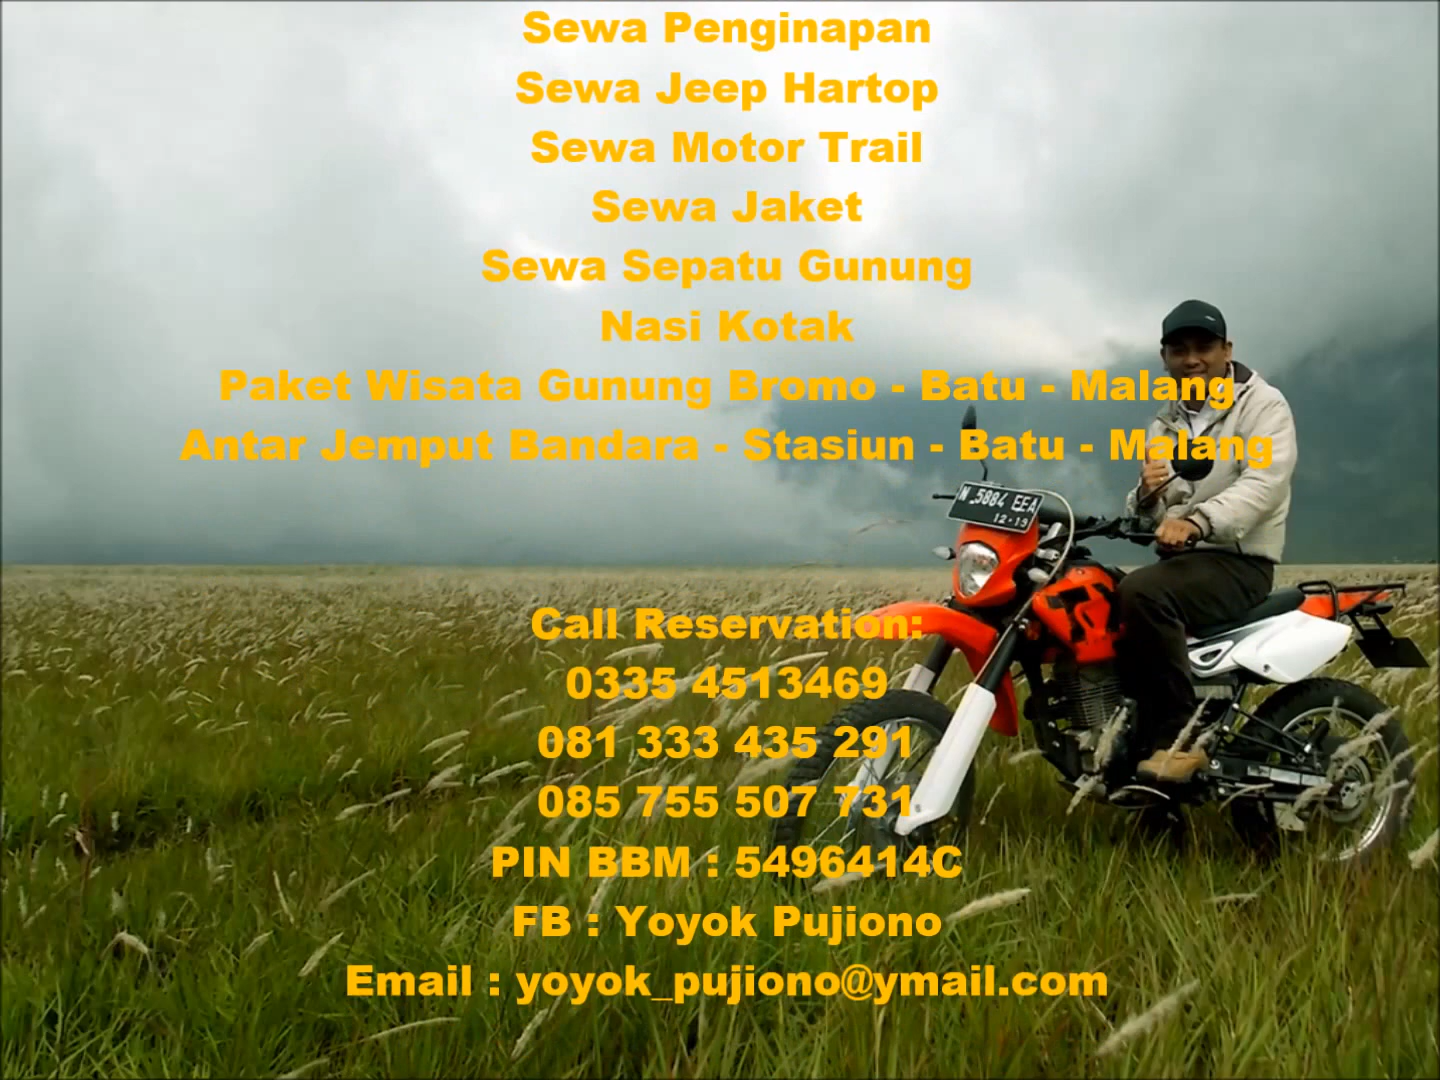 Sewa Penginapan
Sewa Jeep Hartop
Sewa Motor Trail
Sewa Jaket
Sewa Sepatu Gunung
Nasi Kotak
Paket Wisata Gunung Bromo - Batu - Malang
Antar Jemput Bandara - Stasiun - Batu - Malang
N 5884 EEA
12-13
Call Reservation:
0335 4513469
081 333 435 291
085 755 507 731
PIN BBM : 5496414C
FB : Yoyok Pujiono
Email : yoyok_pujiono@ymail.com